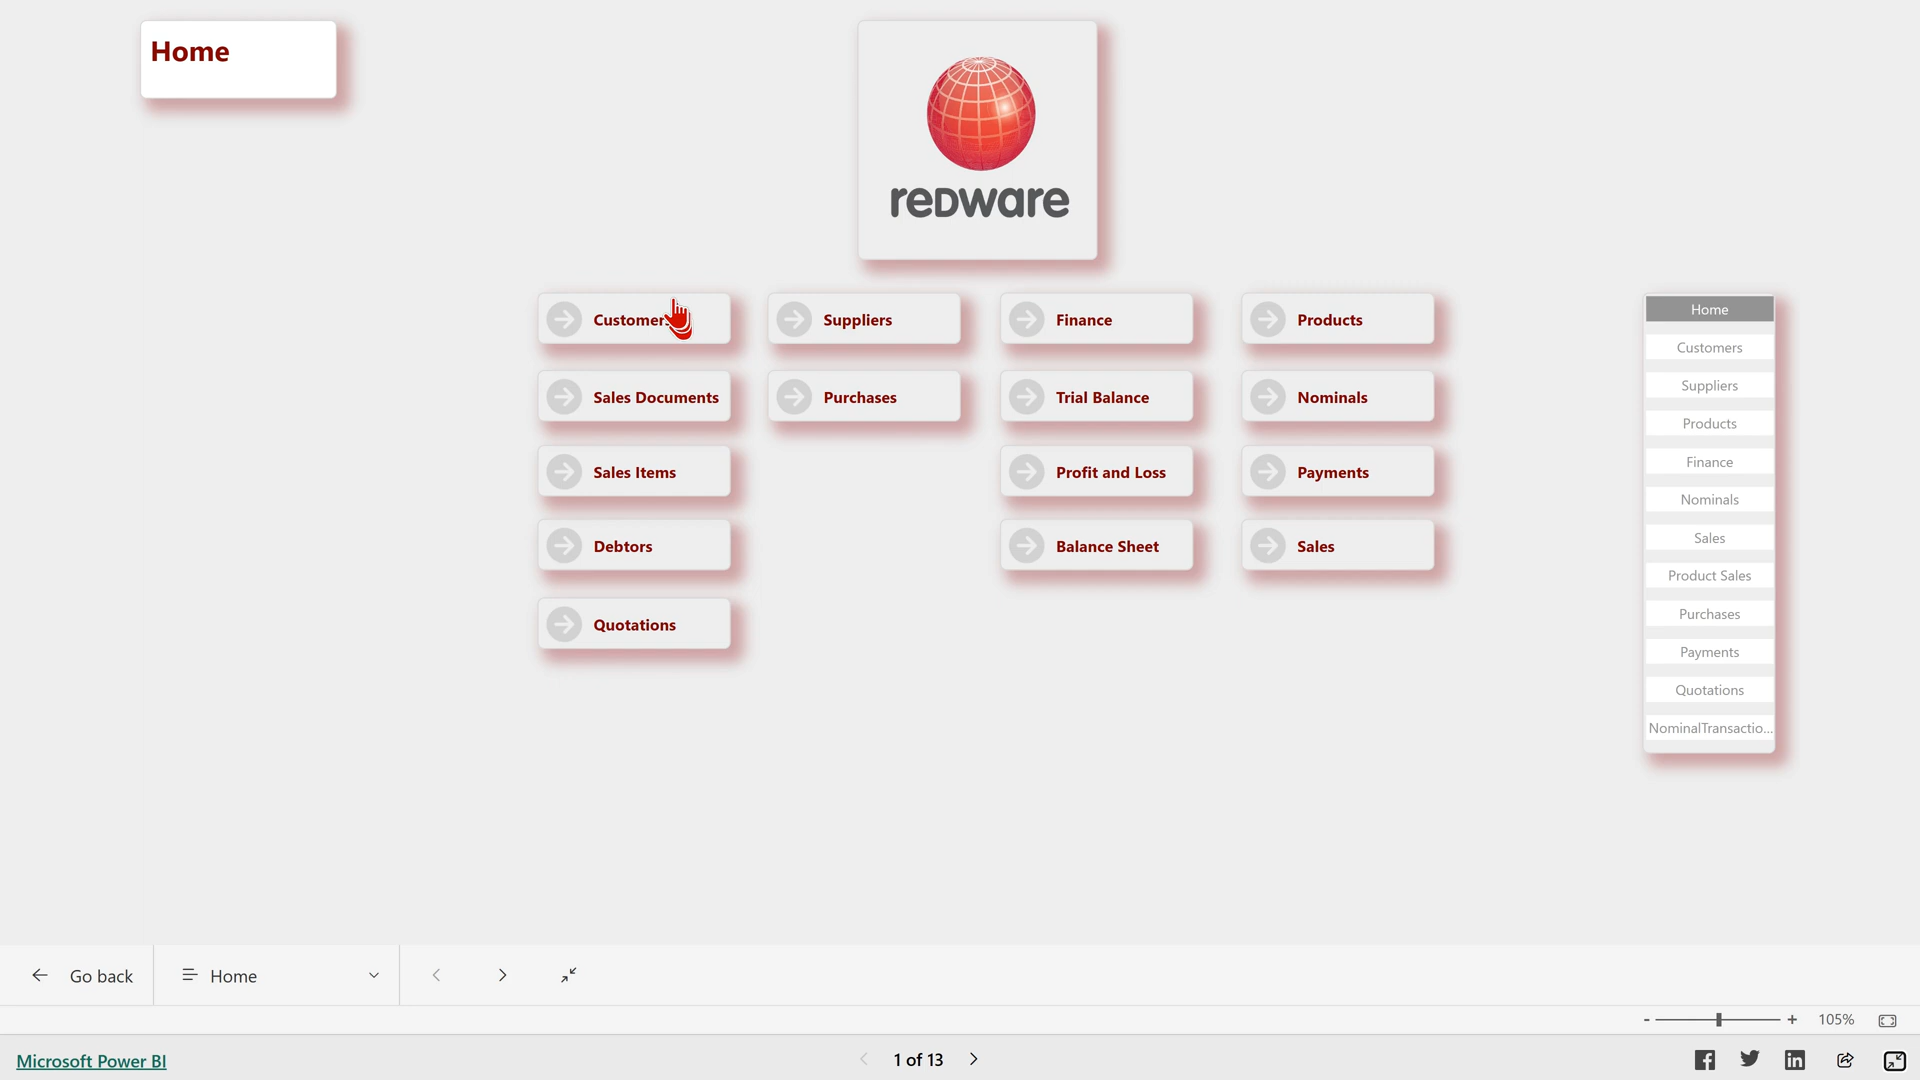 Home
reDware
Customers
Suppliers
Finance
Products
Sales Documents
Purchases
Trial Balance
Nominals
Sales Items
Profit and Loss
Payments
Debtors
Balance Sheet
Sales
Quotations
Home
Customers
Suppliers
Products
Finance
Nominals
Sales
Product Sales
Purchases
Payments
Quotations
NominalTransactio...
Go back
Home
- + 105%
Microsoft Power BI
1 of 13